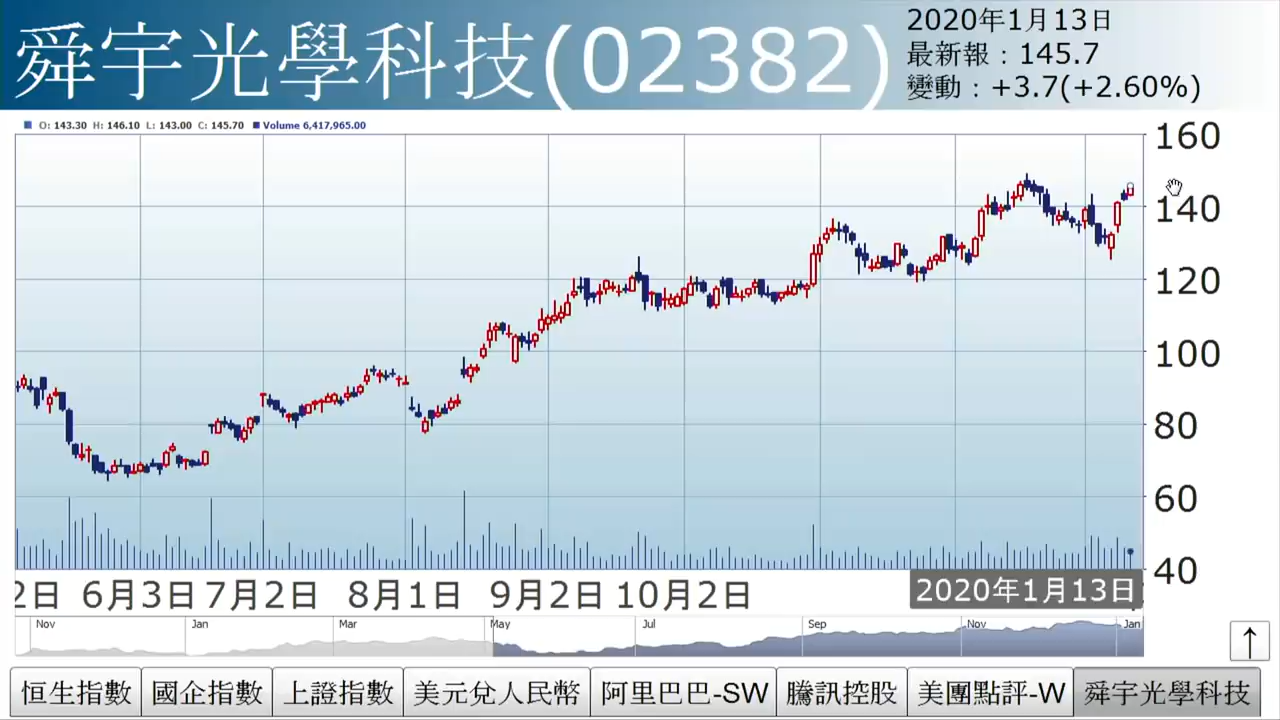 舜宇光學科技(02382)
2020年1月13日
最新報：145.7
變動：+3.7(+2.60%)
O: 143.30 H: 146.10 L: 143.00 C: 145.70 Volume 6,417,965.00
160
140
120
100
80
60
40
2日 6月3日 7月2日 8月1日 9月2日 10月2日 2020年1月13日
Nov Jan Mar May Jul Sep Nov Jan
↑
恒生指數 國企指數 上證指數 美元兌人民幣 阿里巴巴-SW 騰訊控股 美團點評-W 舜宇光學科技